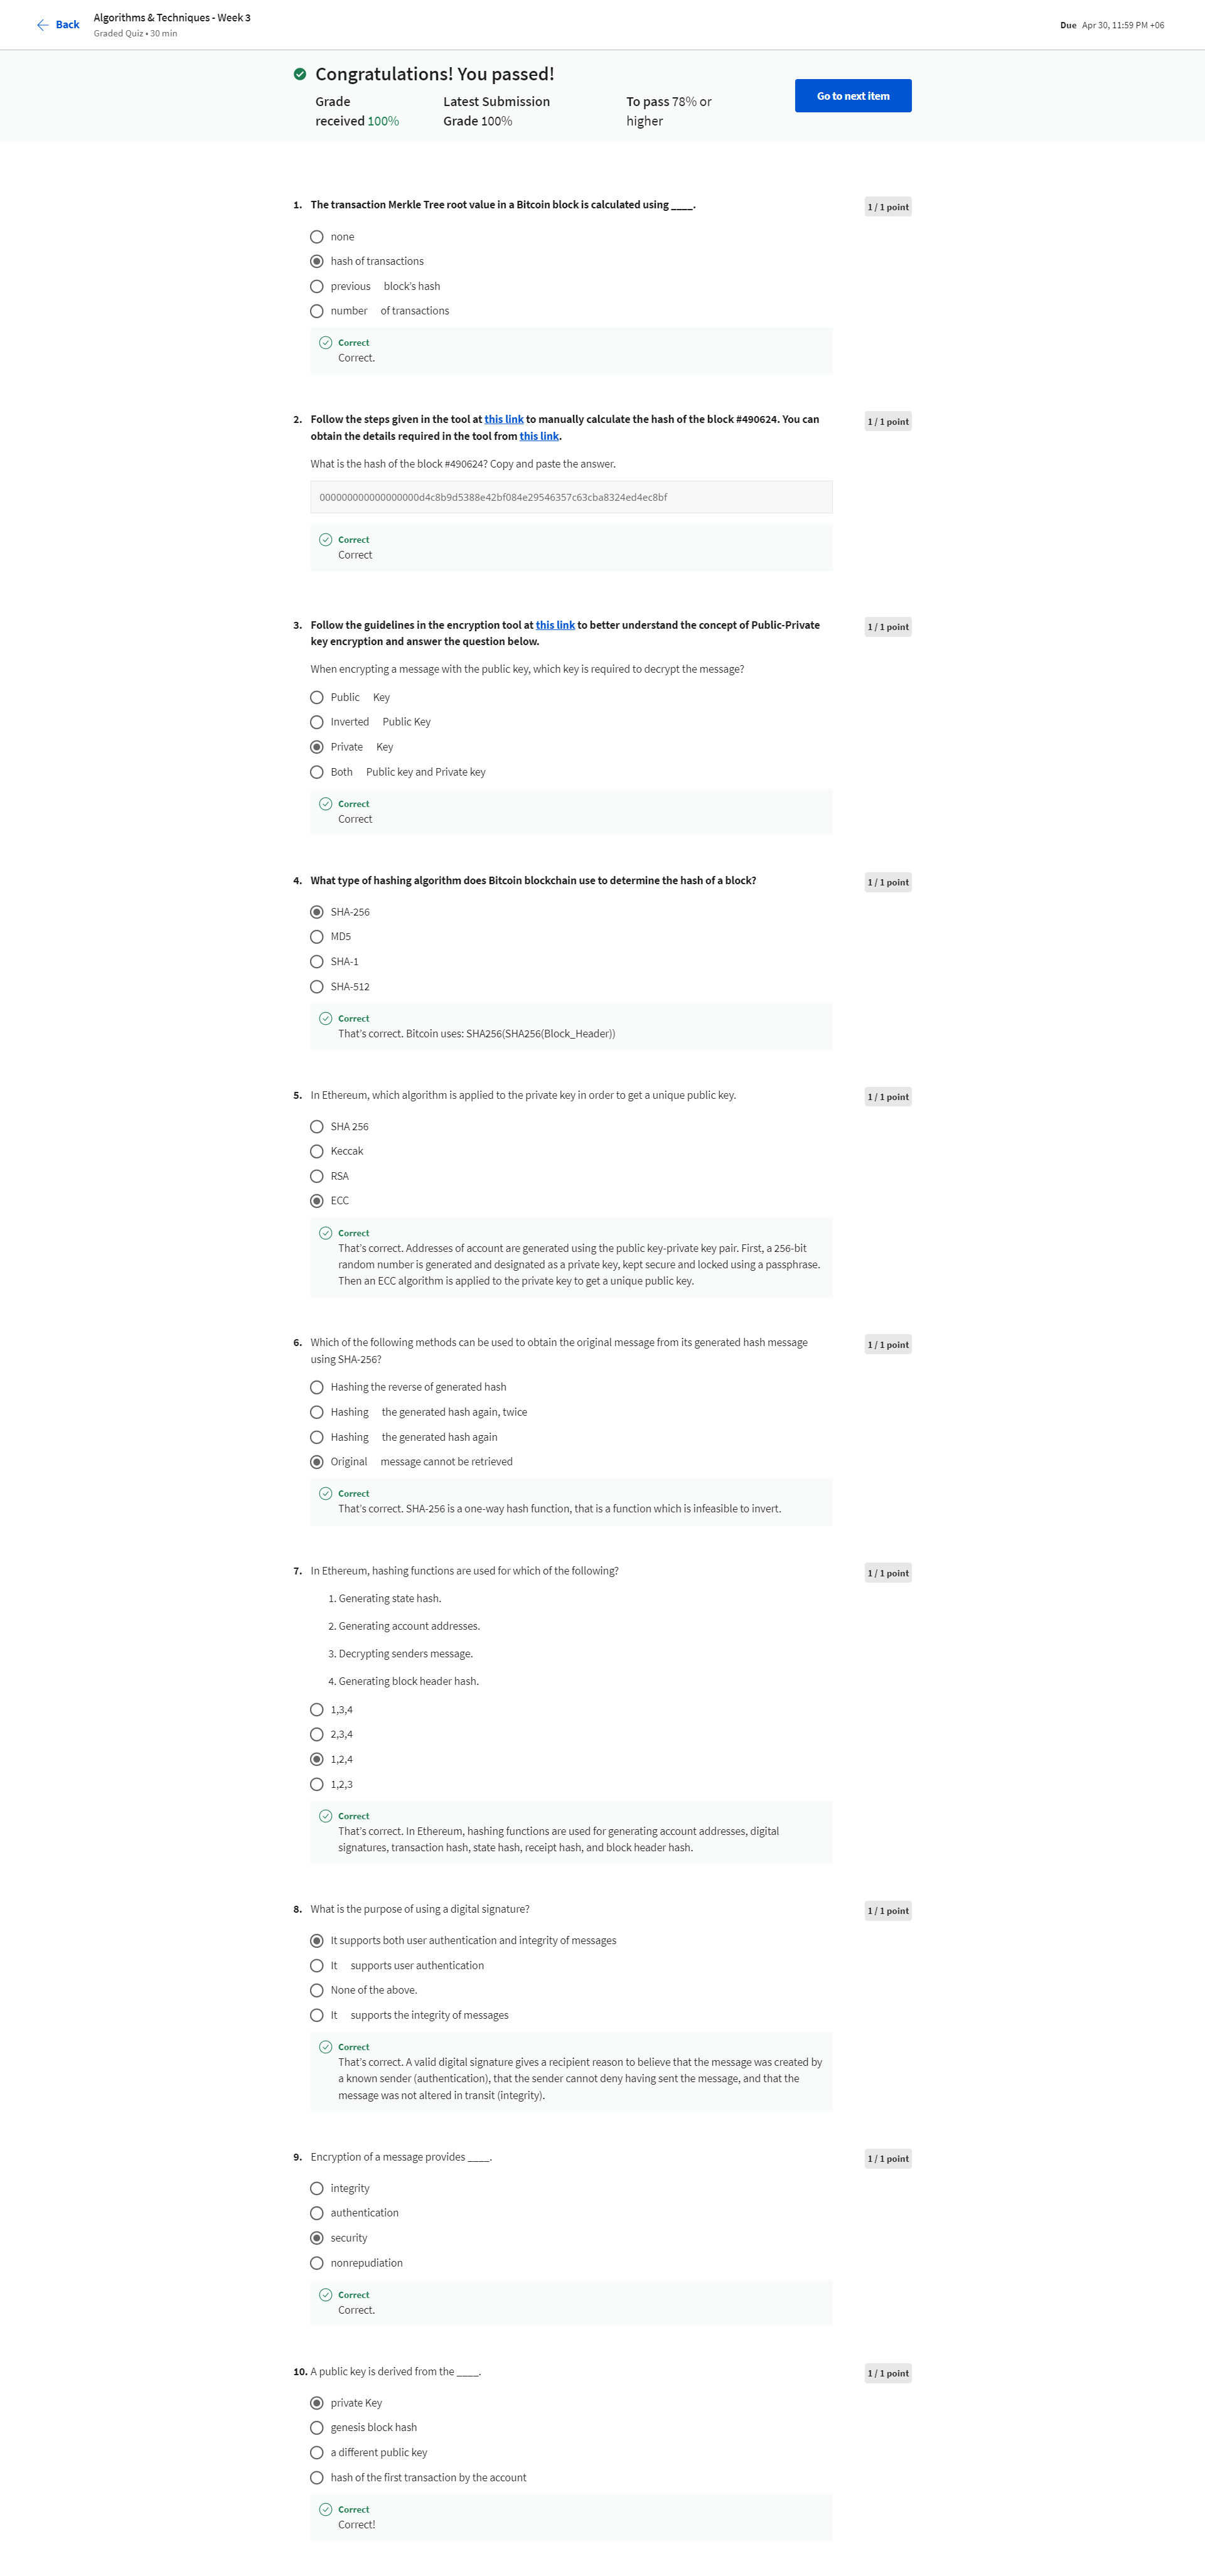 Back
Algorithms & Techniques - Week 3
Graded Quiz • 30 min
Due Apr 30, 11:59 PM +06
Congratulations! You passed!
Grade
received 100%
Latest Submission
Grade 100%
To pass 78% or
higher
Go to next item
1. The transaction Merkle Tree root value in a Bitcoin block is calculated using ____.
1 / 1 point
none
hash of transactions
previous block's hash
number of transactions
Correct
Correct.
2. Follow the steps given in the tool at this link to manually calculate the hash of the block #490624. You can
obtain the details required in the tool from this link.
1 / 1 point
What is the hash of the block #490624? Copy and paste the answer.
000000000000000000d4c8b9d5388e42bf084e29546357c63cba8324ed4ec8bf
Correct
Correct
3. Follow the guidelines in the encryption tool at this link to better understand the concept of Public-Private
key encryption and answer the question below.
1 / 1 point
When encrypting a message with the public key, which key is required to decrypt the message?
Public Key
Inverted Public Key
Private Key
Both Public key and Private key
Correct
Correct
4. What type of hashing algorithm does Bitcoin blockchain use to determine the hash of a block?
1 / 1 point
SHA-256
MD5
SHA-1
SHA-512
Correct
That's correct. Bitcoin uses: SHA256(SHA256(Block_Header))
5. In Ethereum, which algorithm is applied to the private key in order to get a unique public key.
1 / 1 point
SHA 256
Keccak
RSA
ECC
Correct
That's correct. Addresses of account are generated using the public key-private key pair. First, a 256-bit
random number is generated and designated as a private key, kept secure and locked using a passphrase.
Then an ECC algorithm is applied to the private key to get a unique public key.
6. Which of the following methods can be used to obtain the original message from its generated hash message
using SHA-256?
1 / 1 point
Hashing the reverse of generated hash
Hashing the generated hash again, twice
Hashing the generated hash again
Original message cannot be retrieved
Correct
That's correct. SHA-256 is a one-way hash function, that is a function which is infeasible to invert.
7. In Ethereum, hashing functions are used for which of the following?
1 / 1 point
1. Generating state hash.
2. Generating account addresses.
3. Decrypting senders message.
4. Generating block header hash.
1,3,4
2,3,4
1,2,4
1,2,3
Correct
That's correct. In Ethereum, hashing functions are used for generating account addresses, digital
signatures, transaction hash, state hash, receipt hash, and block header hash.
8. What is the purpose of using a digital signature?
1 / 1 point
It supports both user authentication and integrity of messages
It supports user authentication
None of the above.
It supports the integrity of messages
Correct
That's correct. A valid digital signature gives a recipient reason to believe that the message was created by
a known sender (authentication), that the sender cannot deny having sent the message, and that the
message was not altered in transit (integrity).
9. Encryption of a message provides ____.
1 / 1 point
integrity
authentication
security
nonrepudiation
Correct
Correct.
10. A public key is derived from the ____.
1 / 1 point
private Key
genesis block hash
a different public key
hash of the first transaction by the account
Correct
Correct!